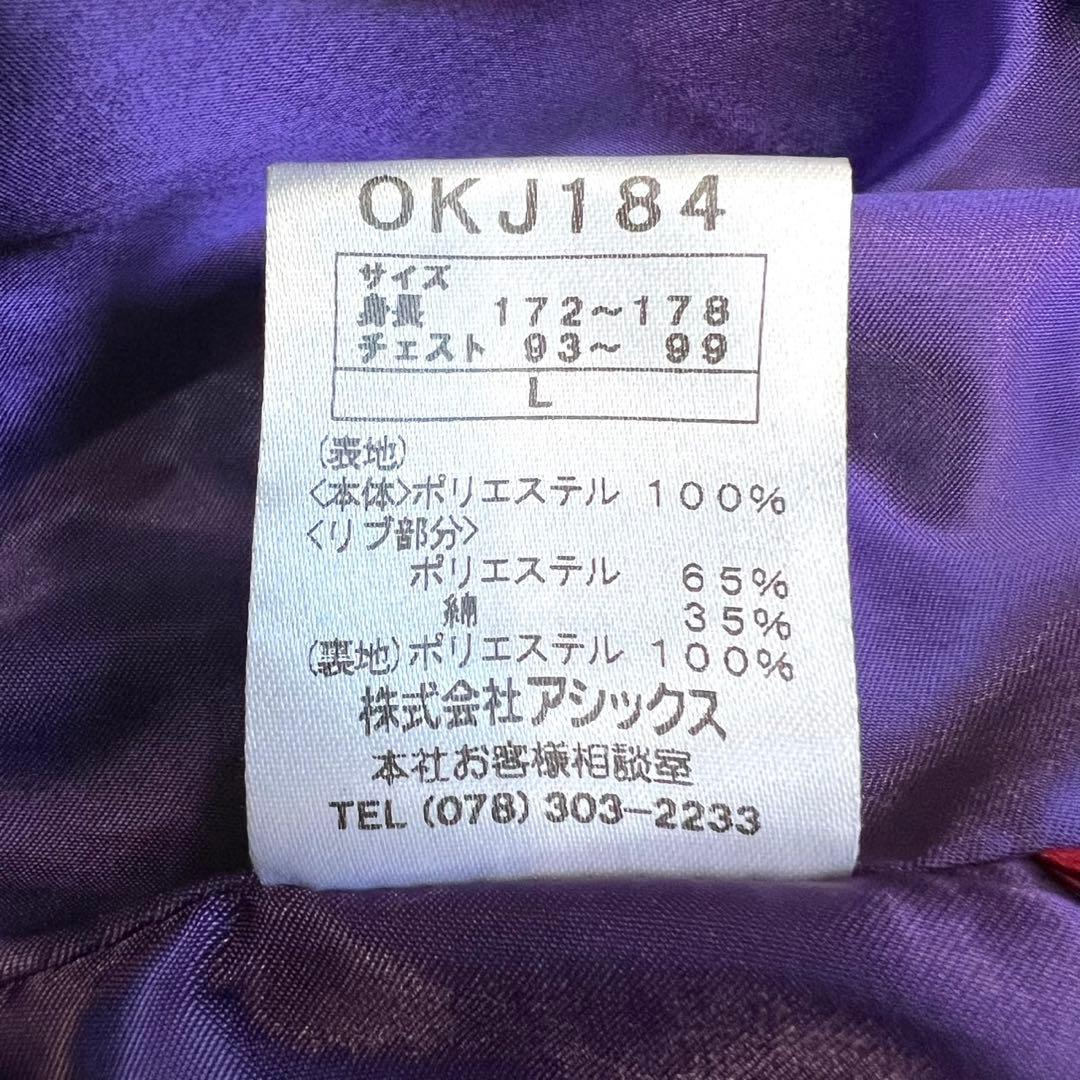 OKJ184
サイズ
身長 172～178
チェスト 93～ 99
L
(表地)
<本体>ポリエステル 100%
<リブ部分>
ポリエステル 65%
綿 35%
(裏地)ポリエステル 100%
株式会社アシックス
本社お客様相談室
TEL (078) 303-2233